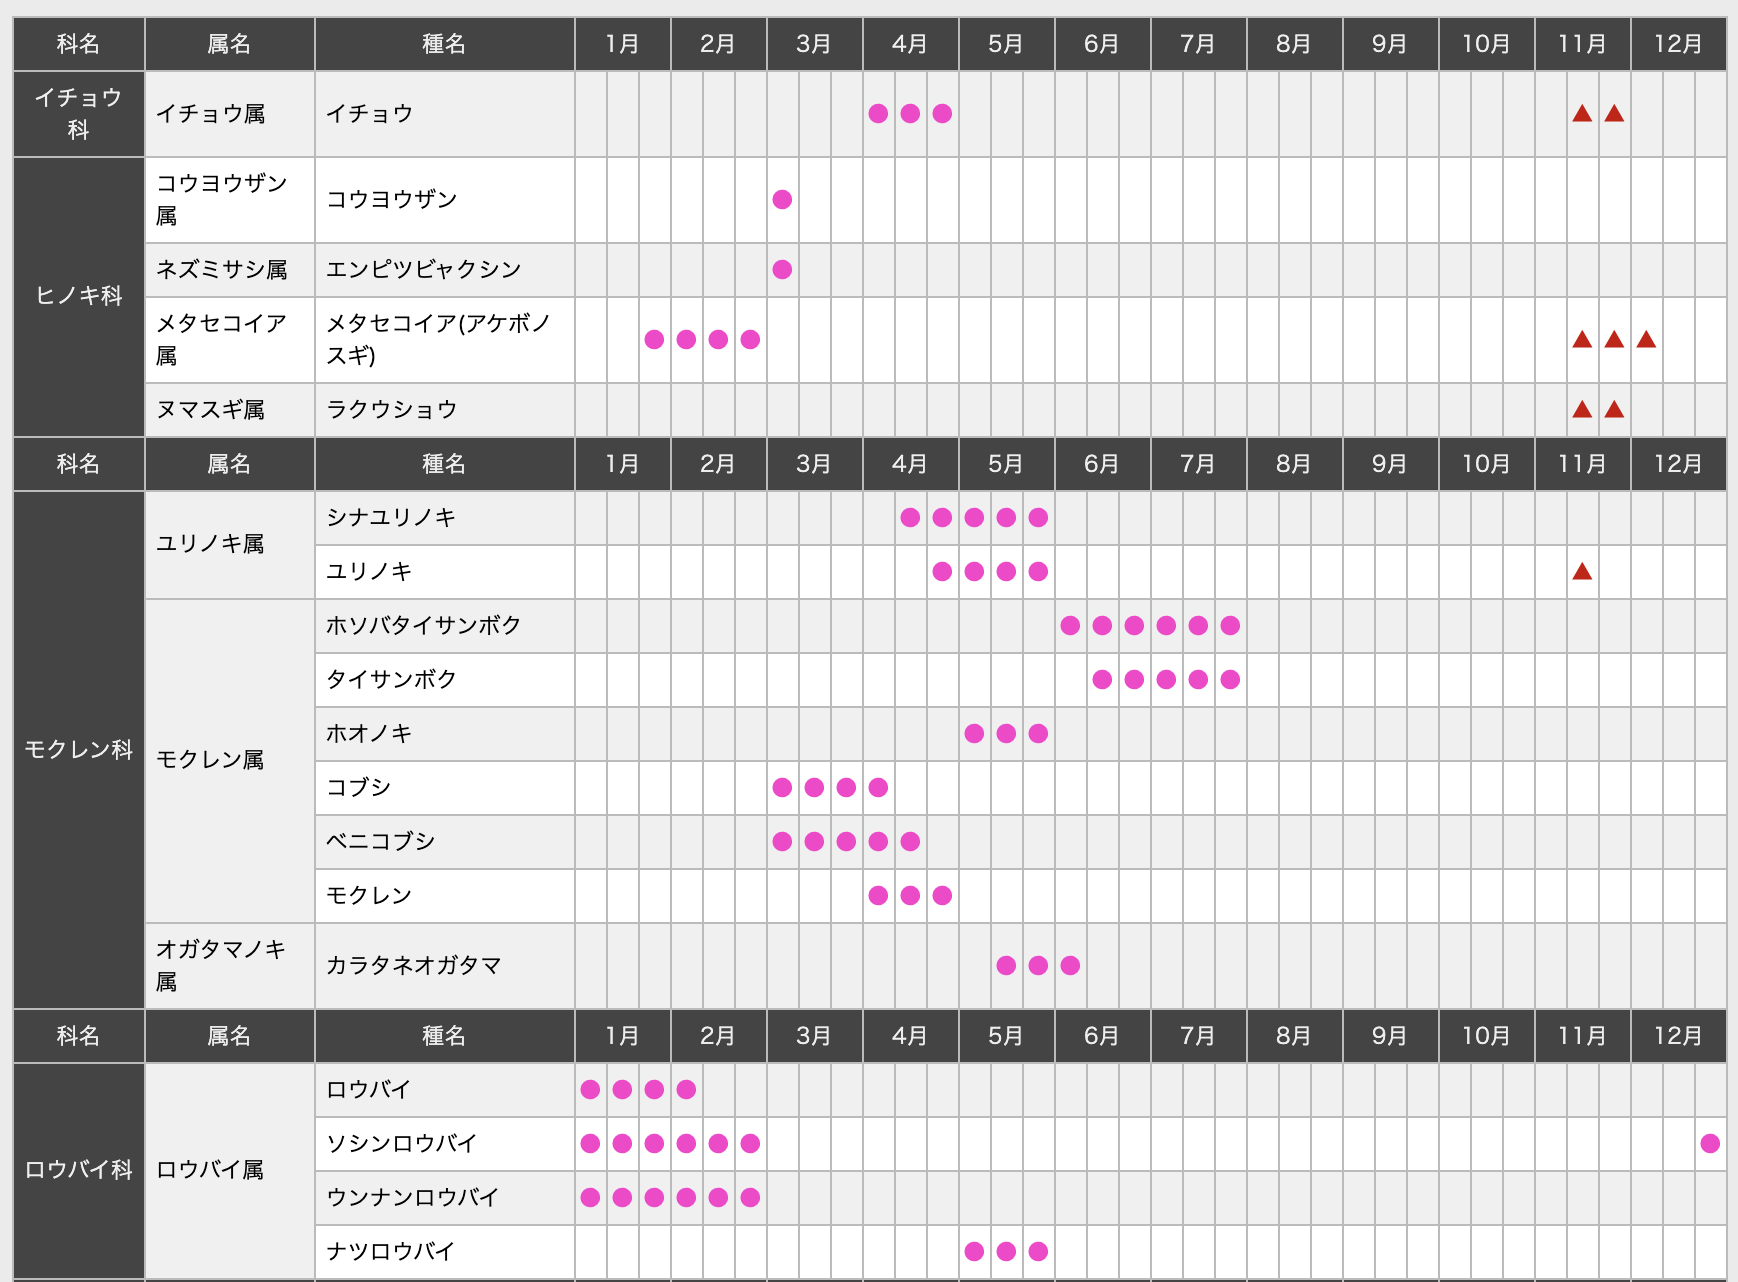 科名 属名 種名 1月 2月 3月 4月 5月 6月 7月 8月 9月 10月 11月 12月
イチョウ
科
イチョウ属 イチョウ ● ● ● ▲ ▲
ヒノキ科
コウヨウザン
属
コウヨウザン ●
ネズミサシ属 エンピツビャクシン ●
メタセコイア
属
メタセコイア(アケボノ
スギ)
● ● ● ● ▲ ▲ ▲
ヌマスギ属 ラクウショウ ▲ ▲
科名 属名 種名 1月 2月 3月 4月 5月 6月 7月 8月 9月 10月 11月 12月
モクレン科
ユリノキ属
シナユリノキ ● ● ● ● ●
ユリノキ ● ● ● ● ▲
モクレン属
ホソバタイサンボク ● ● ● ● ● ●
タイサンボク ● ● ● ● ●
ホオノキ ● ● ●
コブシ ● ● ● ●
ベニコブシ ● ● ● ● ●
モクレン ● ● ●
オガタマノキ
属
カラタネオガタマ ● ● ●
科名 属名 種名 1月 2月 3月 4月 5月 6月 7月 8月 9月 10月 11月 12月
ロウバイ科
ロウバイ属
ロウバイ ● ● ● ●
ソシンロウバイ ● ● ● ● ● ● ●
ウンナンロウバイ ● ● ● ● ● ●
ナツロウバイ ● ● ●